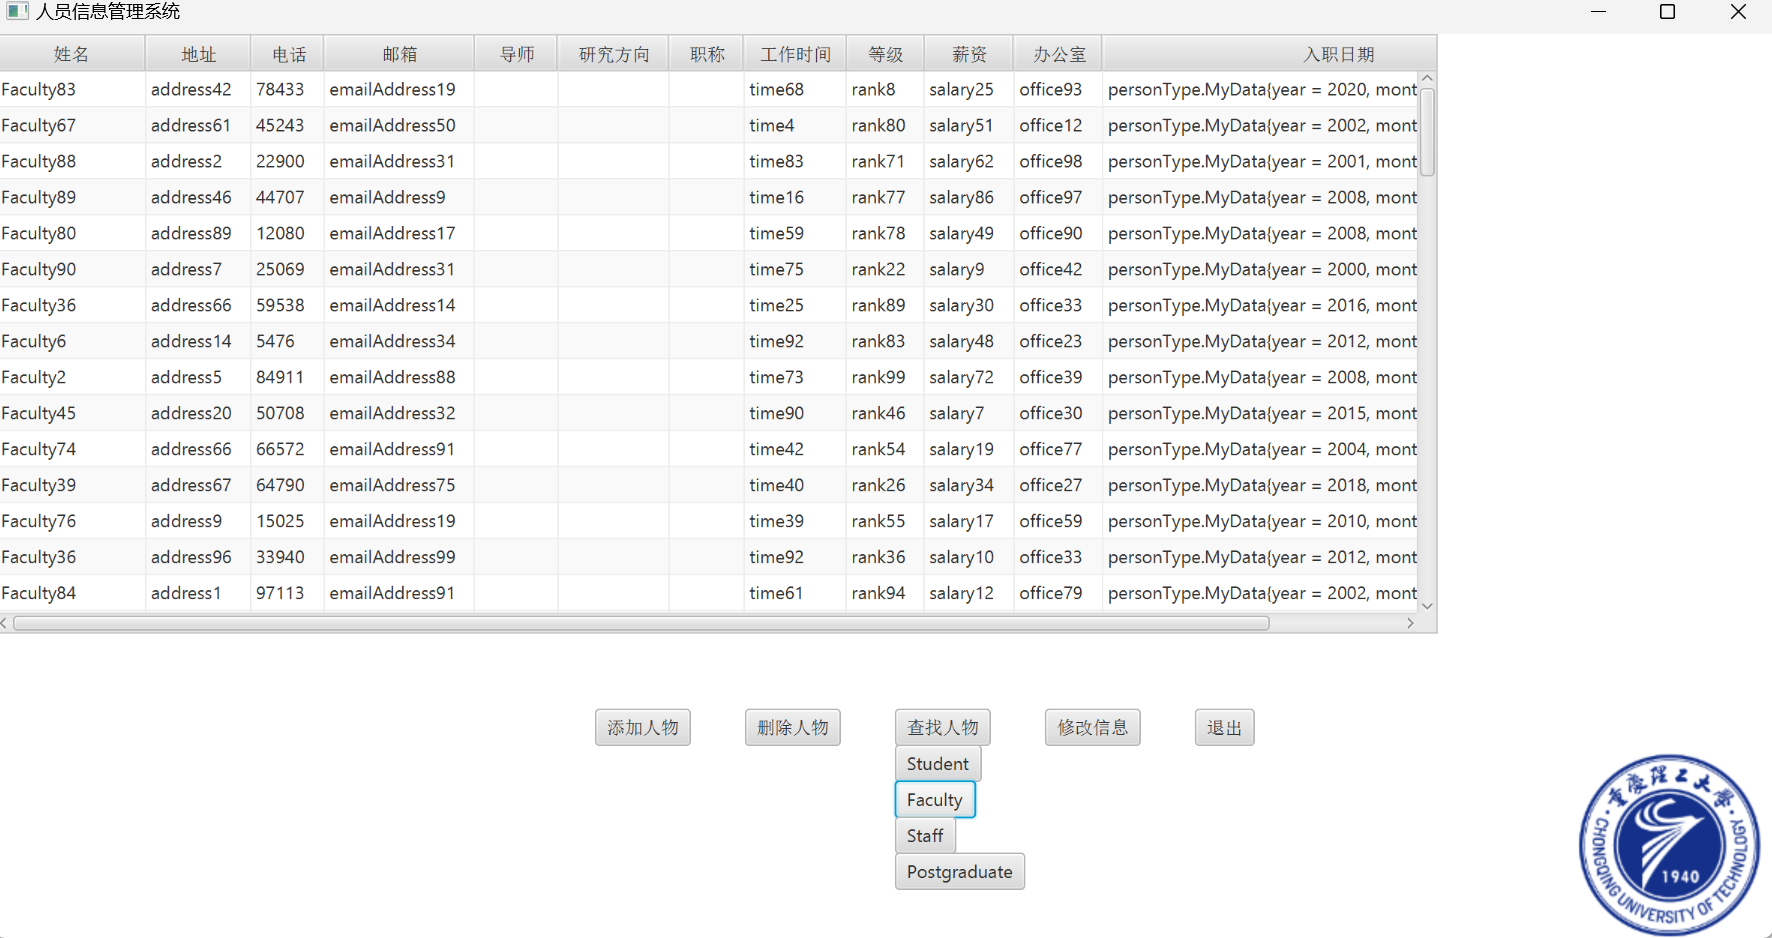 人员信息管理系统
姓名 地址 电话 邮箱 导师 研究方向 职称 工作时间 等级 薪资 办公室 入职日期
Faculty83 address42 78433 emailAddress19 time68 rank8 salary25 office93 personType.MyData{year = 2020, mont
Faculty67 address61 45243 emailAddress50 time4 rank80 salary51 office12 personType.MyData{year = 2002, mont
Faculty88 address2 22900 emailAddress31 time83 rank71 salary62 office98 personType.MyData{year = 2001, mont
Faculty89 address46 44707 emailAddress9 time16 rank77 salary86 office97 personType.MyData{year = 2008, mont
Faculty80 address89 12080 emailAddress17 time59 rank78 salary49 office90 personType.MyData{year = 2008, mont
Faculty90 address7 25069 emailAddress31 time75 rank22 salary9 office42 personType.MyData{year = 2000, mont
Faculty36 address66 59538 emailAddress14 time25 rank89 salary30 office33 personType.MyData{year = 2016, mont
Faculty6 address14 5476 emailAddress34 time92 rank83 salary48 office23 personType.MyData{year = 2012, mont
Faculty2 address5 84911 emailAddress88 time73 rank99 salary72 office39 personType.MyData{year = 2008, mont
Faculty45 address20 50708 emailAddress32 time90 rank46 salary7 office30 personType.MyData{year = 2015, mont
Faculty74 address66 66572 emailAddress91 time42 rank54 salary19 office77 personType.MyData{year = 2004, mont
Faculty39 address67 64790 emailAddress75 time40 rank26 salary34 office27 personType.MyData{year = 2018, mont
Faculty76 address9 15025 emailAddress19 time39 rank55 salary17 office59 personType.MyData{year = 2010, mont
Faculty36 address96 33940 emailAddress99 time92 rank36 salary10 office33 personType.MyData{year = 2012, mont
Faculty84 address1 97113 emailAddress91 time61 rank94 salary12 office79 personType.MyData{year = 2002, mont
添加人物 删除人物 查找人物 修改信息 退出
Student
Faculty
Staff
Postgraduate
重庆理工大学
1940
CHONGQING UNIVERSITY OF TECHNOLOGY